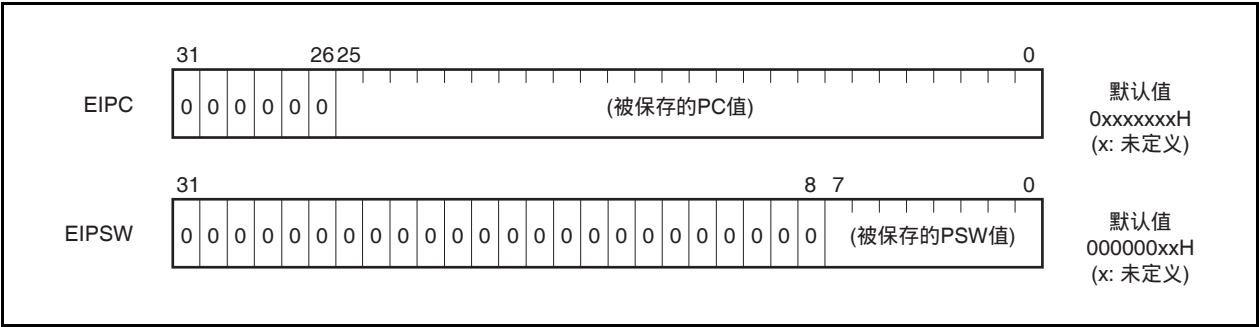 31 26 25 0
EIPC 0 0 0 0 0 0 (被保存的PC值)
默认值
0xxxxxxxH
(x: 未定义)
31 8 7 0
EIPSW 0 0 0 0 0 0 0 0 0 0 0 0 0 0 0 0 0 0 0 0 0 0 0 0 (被保存的PSW值)
默认值
000000xxH
(x: 未定义)